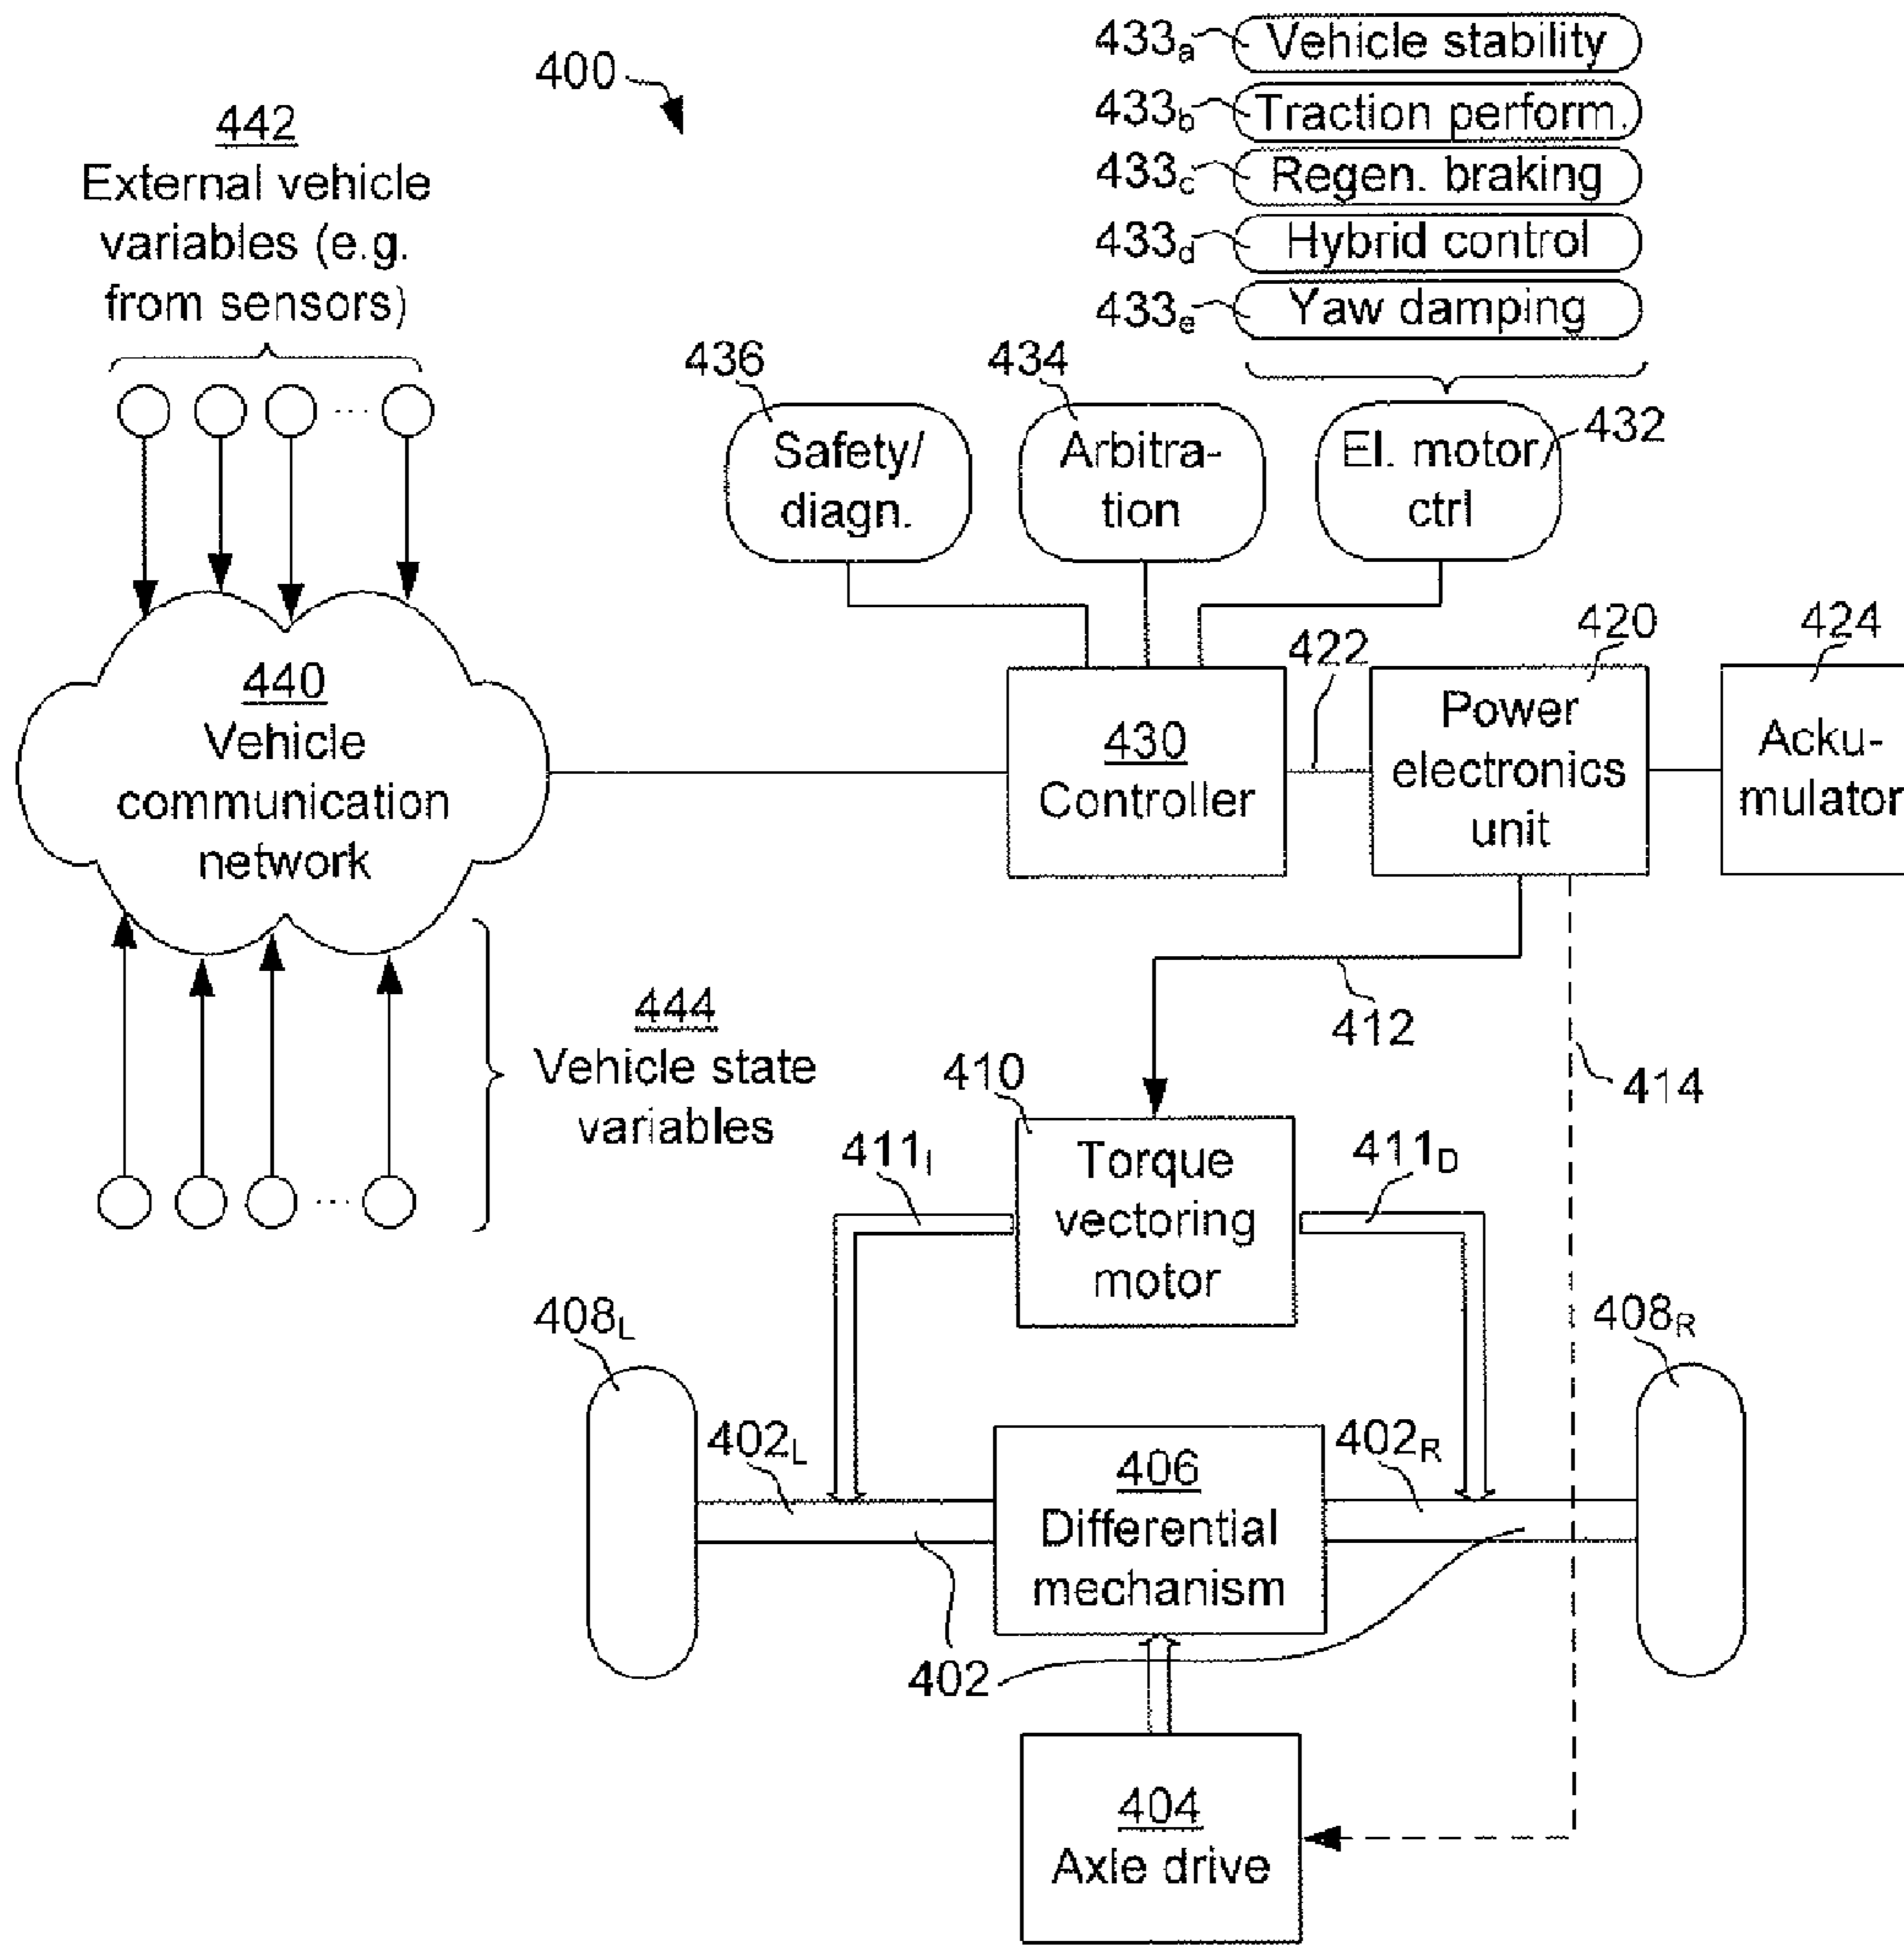 400
433a Vehicle stability
433b Traction perform.
433c Regen. braking
433d Hybrid control
433e Yaw damping
442
External vehicle
variables (e.g.
from sensors)
436
434
432
Safety/
diagn.
Arbitra-
tion
El. motor
ctrl
440
Vehicle
communication
network
430
Controller
422
420
Power
electronics
unit
424
Acku-
mulator
412
414
444
Vehicle state
variables
410
Torque
vectoring
motor
411I
411D
408L
408R
402L
402R
406
Differential
mechanism
402
404
Axle drive